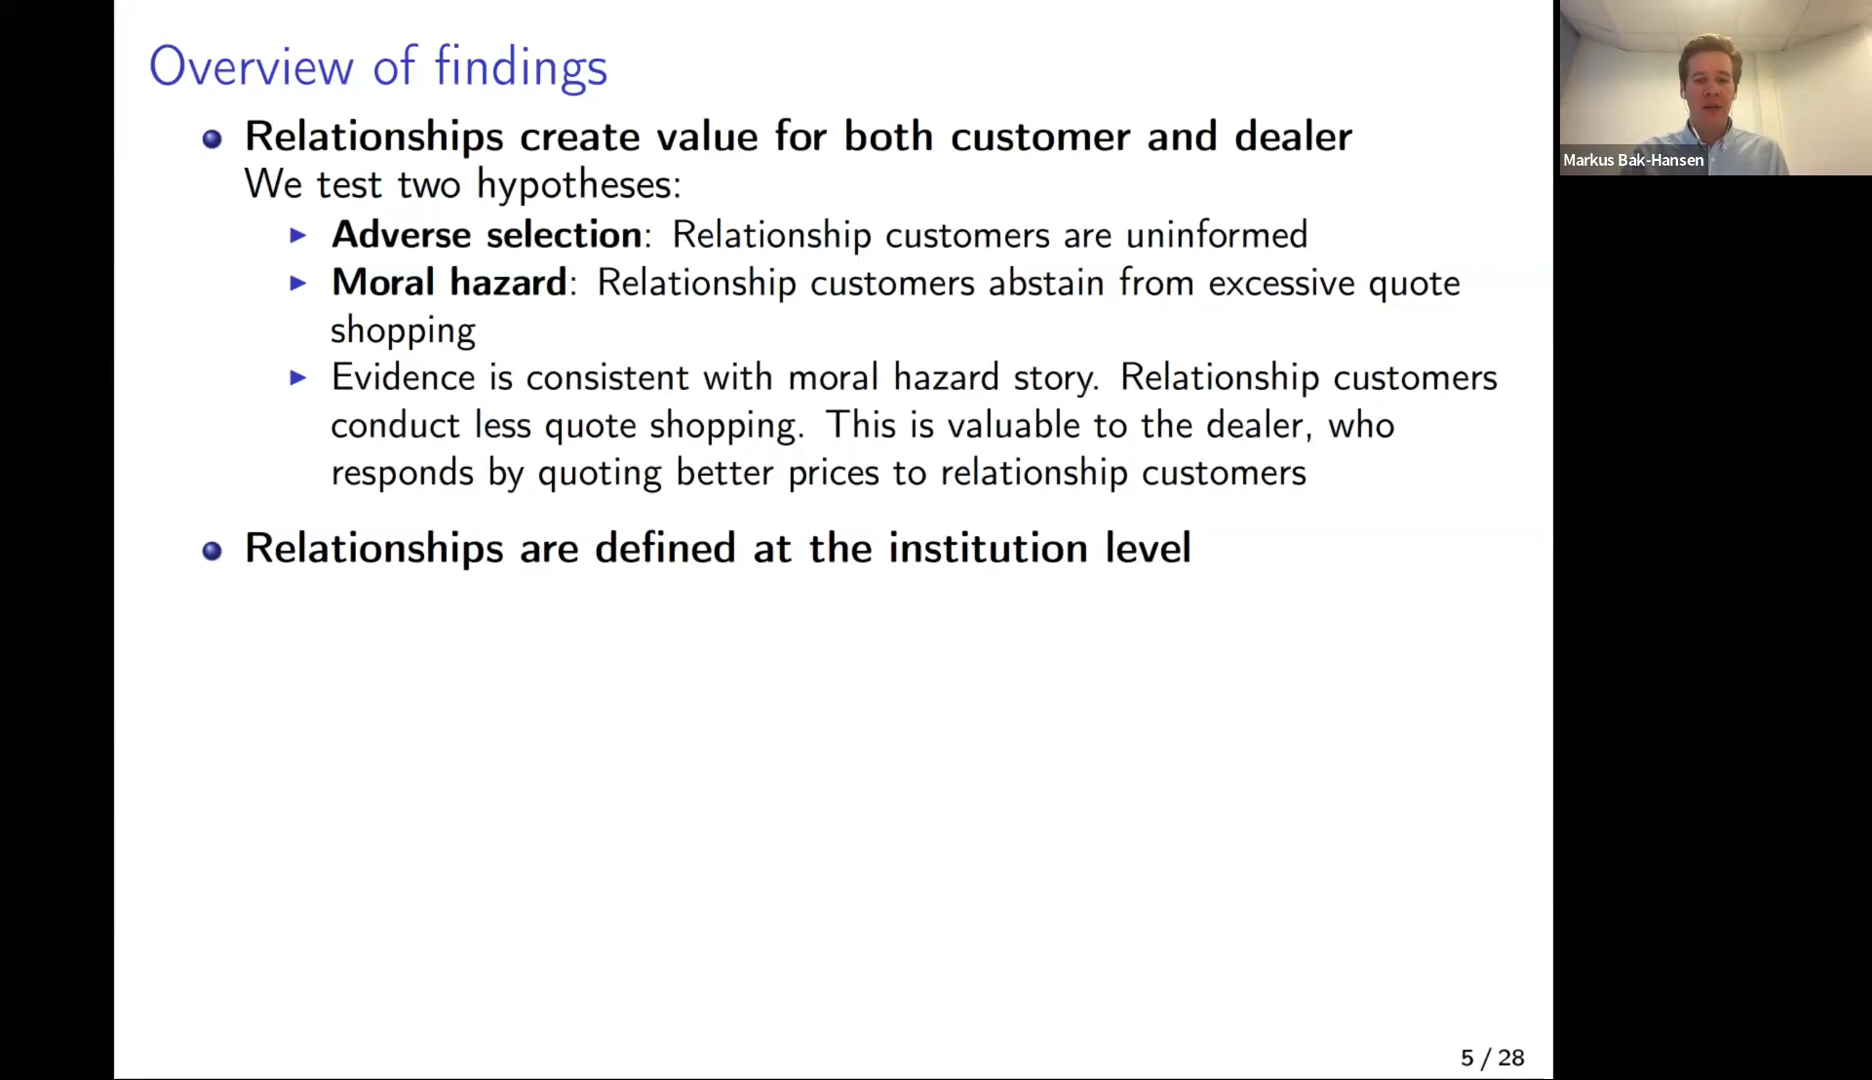 Overview of findings
Relationships create value for both customer and dealer
We test two hypotheses:
Adverse selection: Relationship customers are uninformed
Moral hazard: Relationship customers abstain from excessive quote
shopping
Evidence is consistent with moral hazard story. Relationship customers
conduct less quote shopping. This is valuable to the dealer, who
responds by quoting better prices to relationship customers
Relationships are defined at the institution level
5 / 28
Markus Bak-Hansen